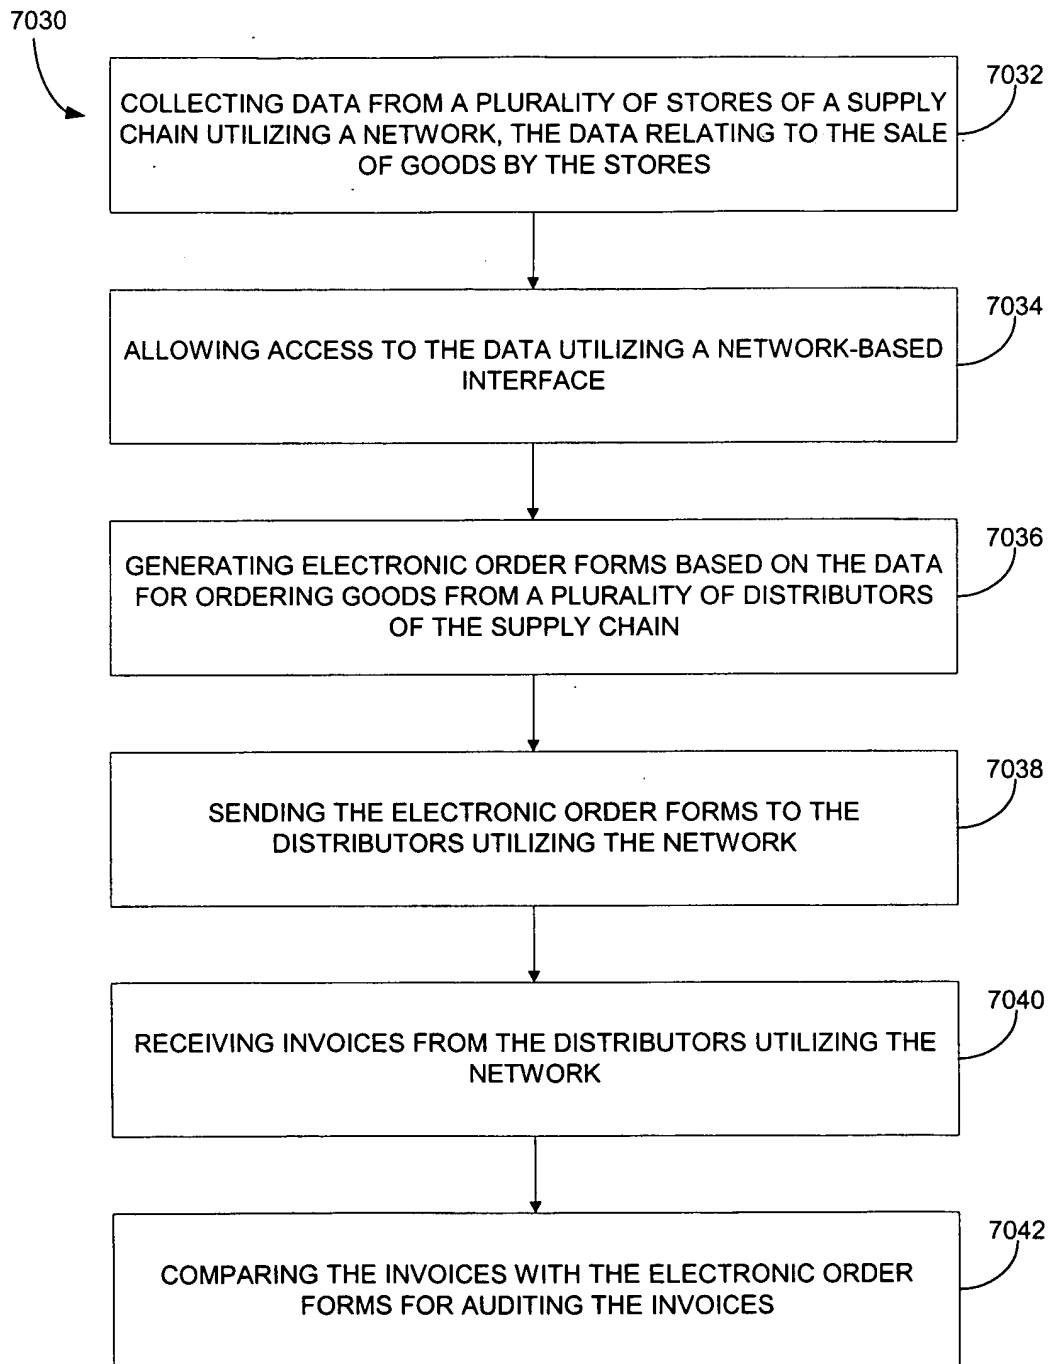 7030
7032
COLLECTING DATA FROM A PLURALITY OF STORES OF A SUPPLY
CHAIN UTILIZING A NETWORK, THE DATA RELATING TO THE SALE
OF GOODS BY THE STORES
7034
ALLOWING ACCESS TO THE DATA UTILIZING A NETWORK-BASED
INTERFACE
7036
GENERATING ELECTRONIC ORDER FORMS BASED ON THE DATA
FOR ORDERING GOODS FROM A PLURALITY OF DISTRIBUTORS
OF THE SUPPLY CHAIN
7038
SENDING THE ELECTRONIC ORDER FORMS TO THE
DISTRIBUTORS UTILIZING THE NETWORK
7040
RECEIVING INVOICES FROM THE DISTRIBUTORS UTILIZING THE
NETWORK
7042
COMPARING THE INVOICES WITH THE ELECTRONIC ORDER
FORMS FOR AUDITING THE INVOICES